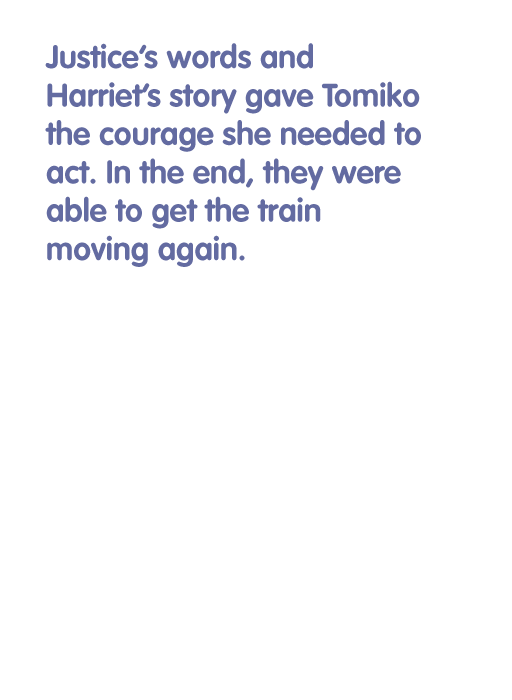 Justice’s words and
Harriet’s story gave Tomiko
the courage she needed to
act. In the end, they were
able to get the train
moving again.